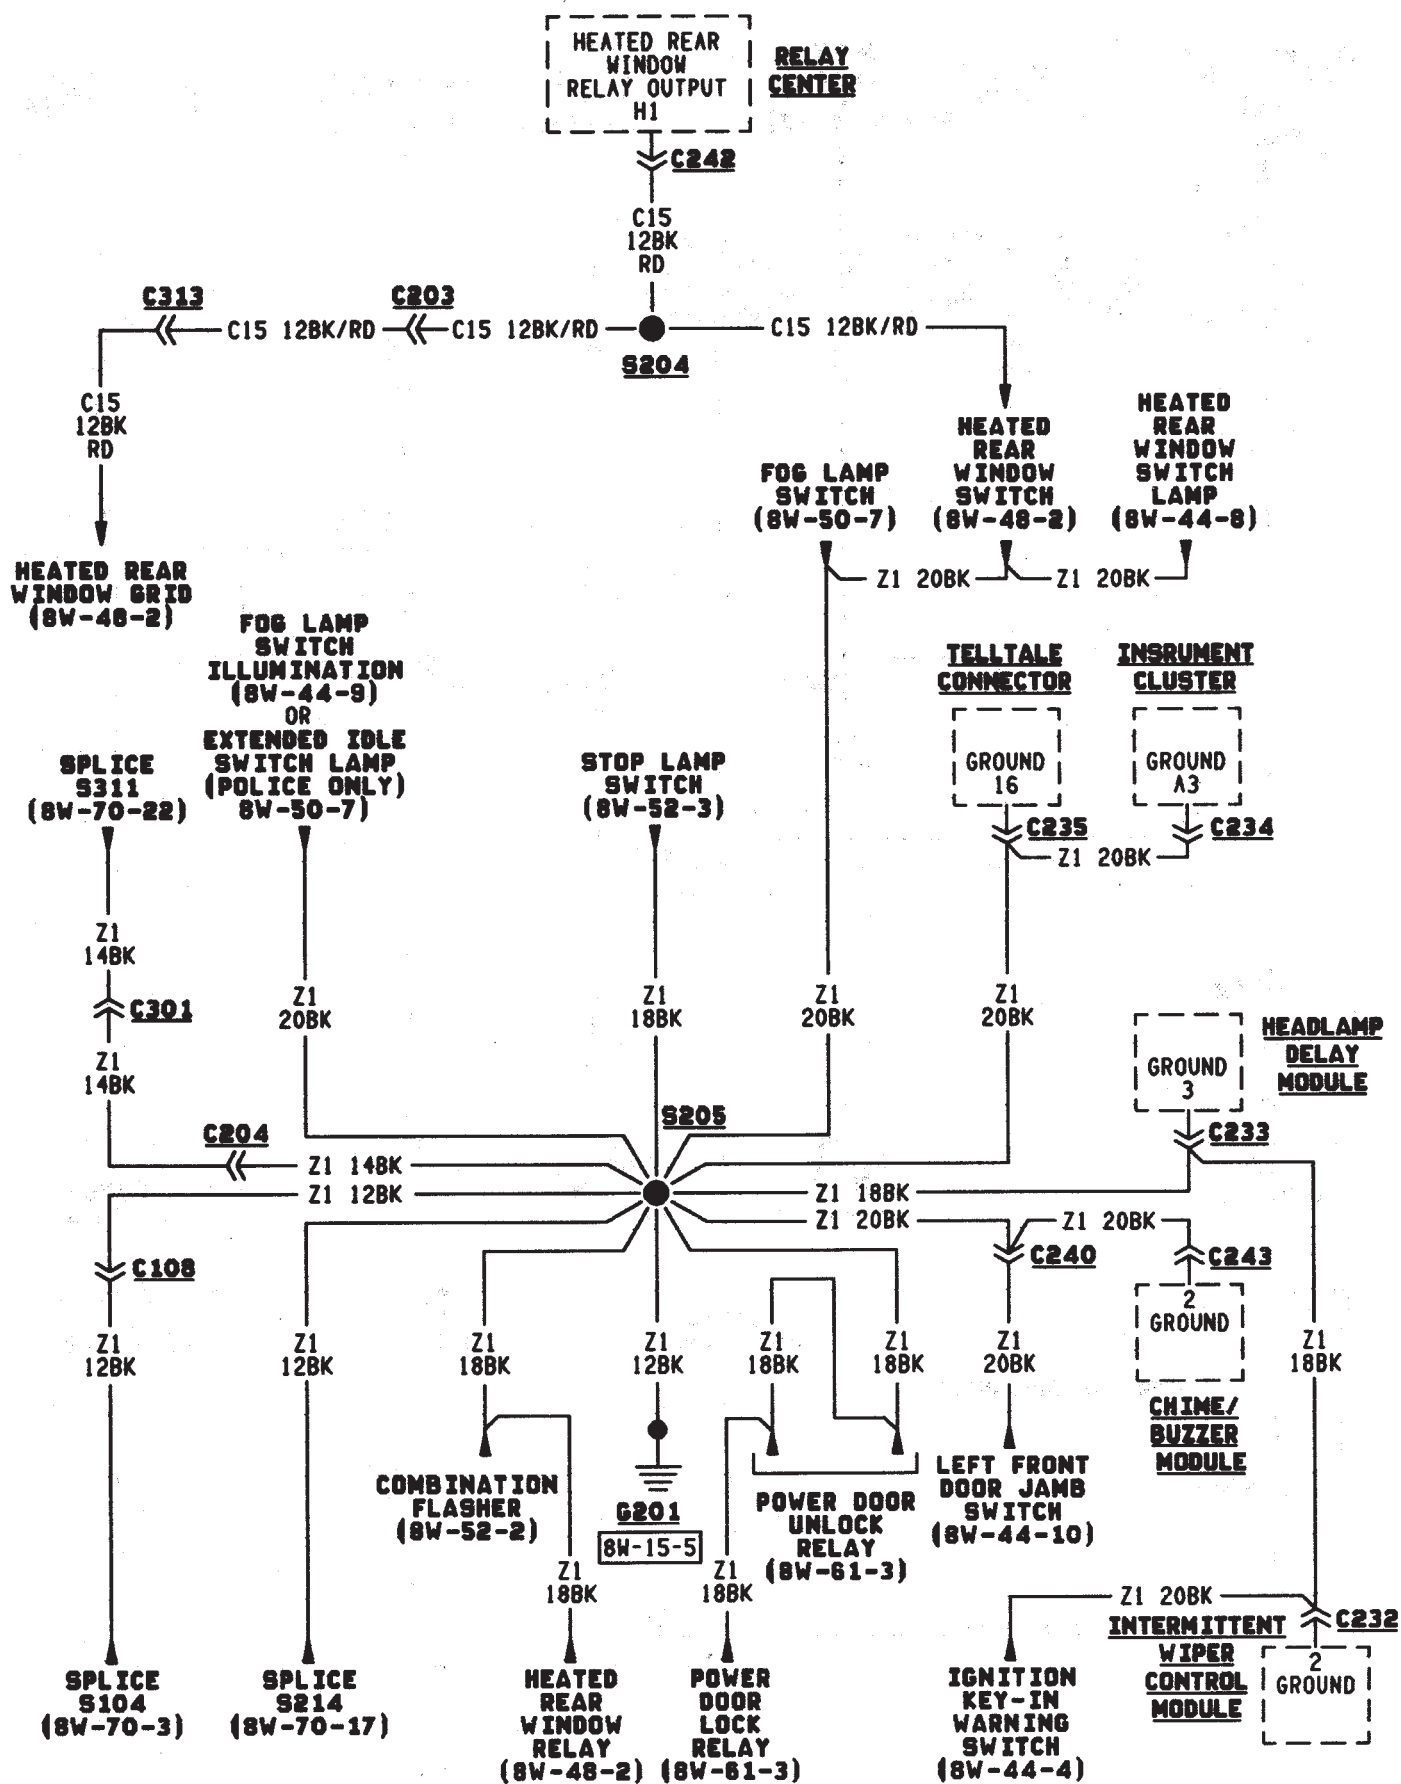 HEATED REAR
WINDOW
RELAY OUTPUT
H1
RELAY
CENTER
C242
C15
12BK
RD
C313
C203
C15 12BK/RD
C15 12BK/RD
C15 12BK/RD
S204
C15
12BK
RD
HEATED REAR
WINDOW GRID
(8W-48-2)
FOG LAMP
SWITCH
(8W-50-7)
HEATED
REAR
WINDOW
SWITCH
(8W-48-2)
HEATED
REAR
WINDOW
SWITCH
LAMP
(8W-44-8)
Z1 20BK
Z1 20BK
FOG LAMP
SWITCH
ILLUMINATION
(8W-44-9)
OR
EXTENDED IDLE
SWITCH LAMP
(POLICE ONLY)
8W-50-7)
SPLICE
S311
(8W-70-22)
STOP LAMP
SWITCH
(8W-52-3)
TELLTALE
CONNECTOR
GROUND
16
C235
INSRUMENT
CLUSTER
GROUND
A3
C234
Z1 20BK
Z1
14BK
C301
Z1
14BK
Z1
20BK
Z1
18BK
Z1
20BK
Z1
20BK
HEADLAMP
DELAY
MODULE
GROUND
3
C233
S205
C204
Z1 14BK
Z1 12BK
Z1 18BK
Z1 20BK
Z1 20BK
C108
C240
C243
2
GROUND
CHIME/
BUZZER
MODULE
Z1
12BK
Z1
12BK
Z1
18BK
Z1
12BK
Z1
18BK
Z1
18BK
Z1
20BK
Z1
18BK
COMBINATION
FLASHER
(8W-52-2)
G201
8W-15-5
POWER DOOR
UNLOCK
RELAY
(8W-61-3)
LEFT FRONT
DOOR JAMB
SWITCH
(8W-44-10)
Z1
18BK
Z1
18BK
Z1 20BK
C232
INTERMITTENT
WIPER
CONTROL
MODULE
2
GROUND
SPLICE
S104
(8W-70-3)
SPLICE
S214
(8W-70-17)
HEATED
REAR
WINDOW
RELAY
(8W-48-2)
POWER
DOOR
LOCK
RELAY
(8W-61-3)
IGNITION
KEY-IN
WARNING
SWITCH
(8W-44-4)